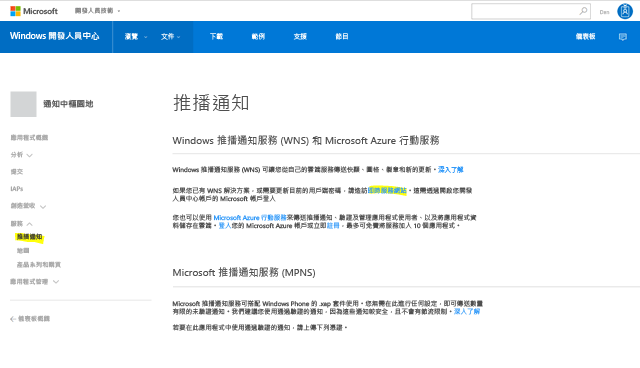 Microsoft 開發人員技術
Dev
Windows 開發人員中心 瀏覽 文件 下載 範例 支援 節目 儀表板
通知中樞園地
應用程式概觀
分析
提交
IAPs
創造營收
服務
推播通知
地圖
產品系列和購買
應用程式管理
儀表板概觀
推播通知
Windows 推播通知服務 (WNS) 和 Microsoft Azure 行動服務
Windows 推播通知服務 (WNS) 可讓您從自己的雲端服務傳送快顯、圖格、徽章和新的更新。深入了解
如果您已有 WNS 解決方案，或需要更新目前的用戶端密碼，請造訪即時服務網站。這需透過開啟您開發
人員中心帳戶的 Microsoft 帳戶登入
您也可以使用 Microsoft Azure 行動服務來傳送推播通知、驗證及管理應用程式使用者、以及將應用程式資
料儲存在雲端。登入您的 Microsoft Azure 帳戶或立即註冊，最多可免費將服務加入 10 個應用程式。
Microsoft 推播通知服務 (MPNS)
Microsoft 推播通知服務可搭配 Windows Phone 的 .xap 套件使用。您無需在此進行任何設定，即可傳送數量
有限的未驗證通知。我們建議您使用通過驗證的通知，因為這些通知較安全，且不會有節流限制。深入了解
若要在此應用程式中使用通過驗證的通知，請上傳下列憑證。